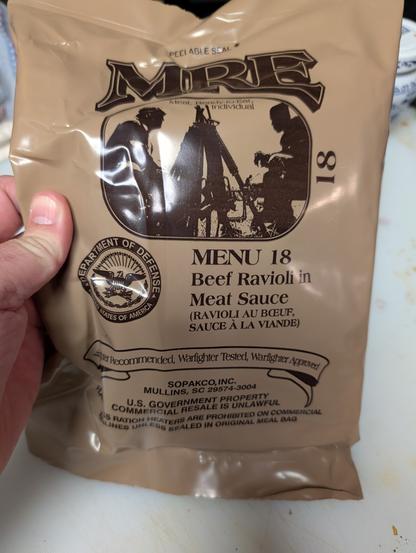 PEELABLE SEAL
MRE
Meal, Ready-to-Eat,
Individual
18
DEPARTMENT OF DEFENSE
STATES OF AMERICA
MENU 18
Beef Ravioli in
Meat Sauce
(RAVIOLI AU BŒUF,
SAUCE À LA VIANDE)
Recommended, Warfighter Tested, Warfighter Approved
SOPAKCO, INC.
MULLINS, SC 29574-3004
U.S. GOVERNMENT PROPERTY
COMMERCIAL RESALE IS UNLAWFUL
RATION HEATERS ARE PROHIBITED ON COMMERCIAL
UNLESS SEALED IN ORIGINAL MEAL BAG